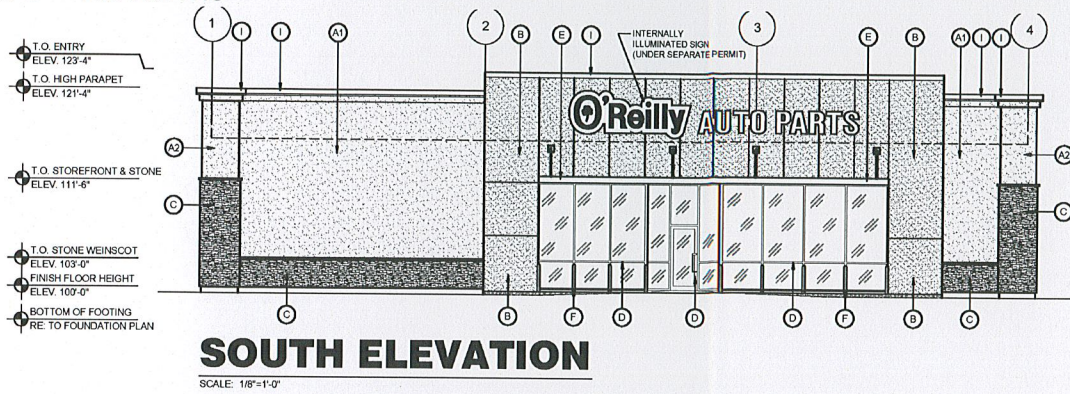 1
I
I
A1
2
B
E
I
INTERNALLY
ILLUMINATED SIGN
(UNDER SEPARATE PERMIT)
3
E
B
A1
I
I
4
T.O. ENTRY
ELEV. 123'-4"
T.O. HIGH PARAPET
ELEV. 121'-4"
O'Reilly AUTO PARTS
A2
A2
T.O. STOREFRONT & STONE
ELEV. 111'-6"
C
C
T.O. STONE WEINSCOT
ELEV. 103'-0"
FINISH FLOOR HEIGHT
ELEV. 100'-0"
BOTTOM OF FOOTING
RE: TO FOUNDATION PLAN
C
B
F
D
D
D
F
B
C
SOUTH ELEVATION
SCALE: 1/8"=1'-0"